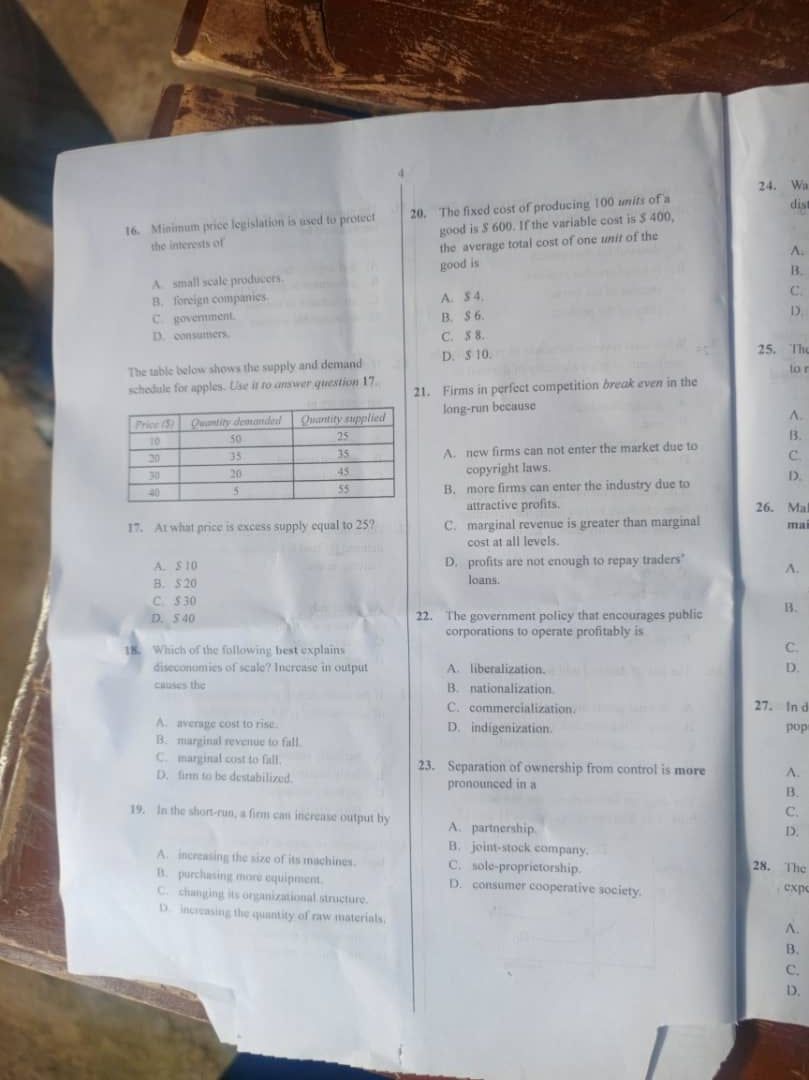 4
16. Minimum price legislation is used to protect
the interests of
A. small scale producers.
B. foreign companies.
C. government.
D. consumers.
The table below shows the supply and demand
schedule for apples. Use it to answer question 17.
Price ($) Quantity demanded Quantity supplied
10 50 25
20 35 35
30 20 45
40 5 55
17. At what price is excess supply equal to 25?
A. $ 10
B. $ 20
C. $ 30
D. $ 40
18. Which of the following best explains
diseconomies of scale? Increase in output
causes the
A. average cost to rise.
B. marginal revenue to fall.
C. marginal cost to fall.
D. firm to be destabilized.
19. In the short-run, a firm can increase output by
A. increasing the size of its machines.
B. purchasing more equipment.
C. changing its organizational structure.
D. increasing the quantity of raw materials.
20. The fixed cost of producing 100 units of a
good is $ 600. If the variable cost is $ 400,
the average total cost of one unit of the
good is
A. $ 4.
B. $ 6.
C. $ 8.
D. $ 10.
21. Firms in perfect competition break even in the
long-run because
A. new firms can not enter the market due to
copyright laws.
B. more firms can enter the industry due to
attractive profits.
C. marginal revenue is greater than marginal
cost at all levels.
D. profits are not enough to repay traders'
loans.
22. The government policy that encourages public
corporations to operate profitably is
A. liberalization.
B. nationalization.
C. commercialization.
D. indigenization.
23. Separation of ownership from control is more
pronounced in a
A. partnership.
B. joint-stock company.
C. sole-proprietorship.
D. consumer cooperative society.
24. Wa
dist
A.
B.
C.
D.
25. The
to r
A.
B.
C.
D.
26. Mal
mai
A.
B.
C.
D.
27. In d
pop
A.
B.
C.
D.
28. The
expe
A.
B.
C.
D.